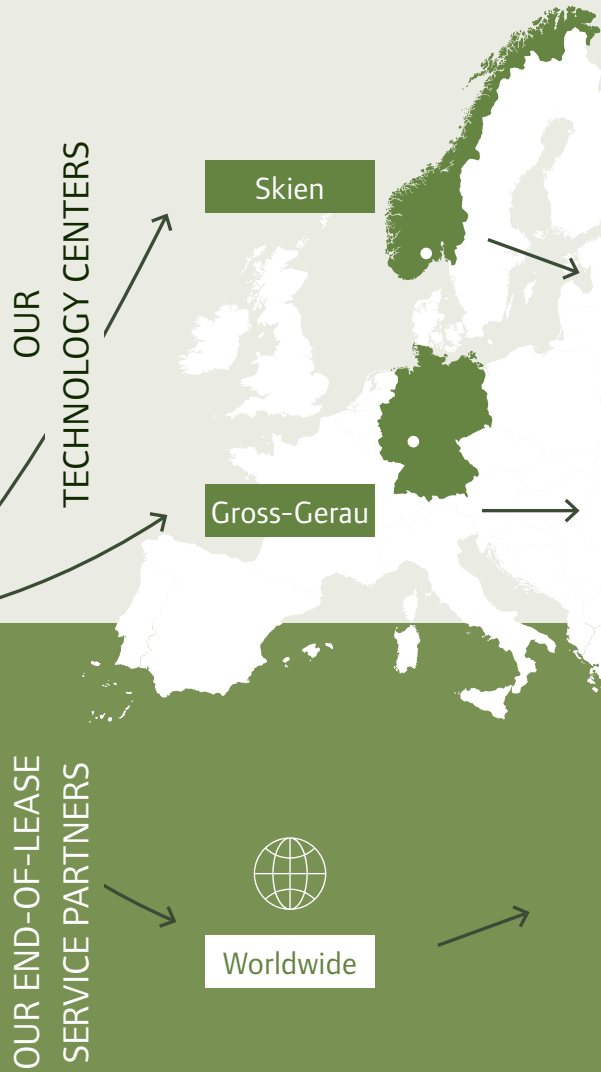 OUR
TECHNOLOGY CENTERS
Skien
Gross-Gerau
OUR END-OF-LEASE
SERVICE PARTNERS
Worldwide